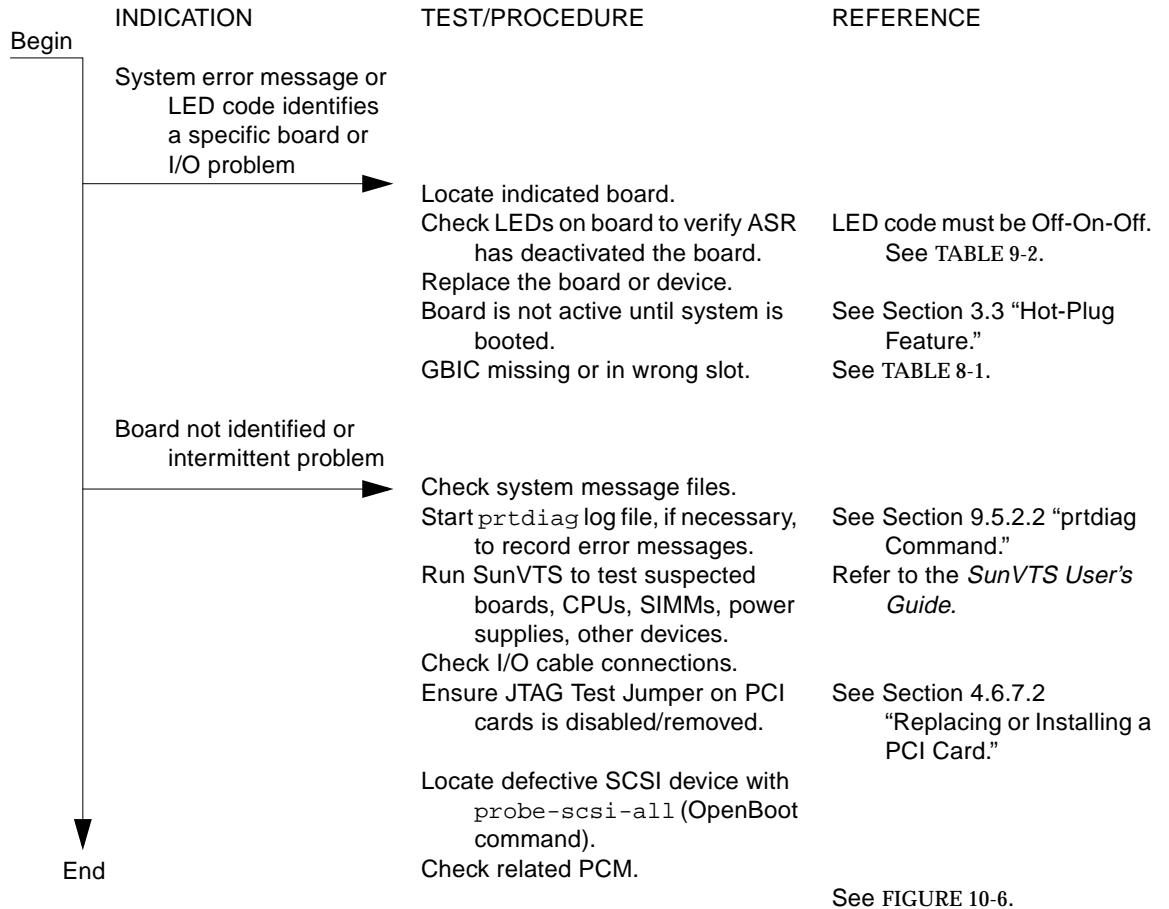 INDICATION TEST/PROCEDURE REFERENCE
Begin
System error message or
LED code identifies
a specific board or
I/O problem
Locate indicated board.
Check LEDs on board to verify ASR LED code must be Off-On-Off.
has deactivated the board. See TABLE 9-2.
Replace the board or device.
Board is not active until system is See Section 3.3 “Hot-Plug
booted. Feature.”
GBIC missing or in wrong slot. See TABLE 8-1.
Board not identified or
intermittent problem
Check system message files.
Start prtdiag log file, if necessary, See Section 9.5.2.2 “prtdiag
to record error messages. Command.”
Run SunVTS to test suspected Refer to the SunVTS User's
boards, CPUs, SIMMs, power Guide.
supplies, other devices.
Check I/O cable connections.
Ensure JTAG Test Jumper on PCI See Section 4.6.7.2
cards is disabled/removed. “Replacing or Installing a
PCI Card.”
Locate defective SCSI device with
probe-scsi-all (OpenBoot
command).
End Check related PCM.
See FIGURE 10-6.